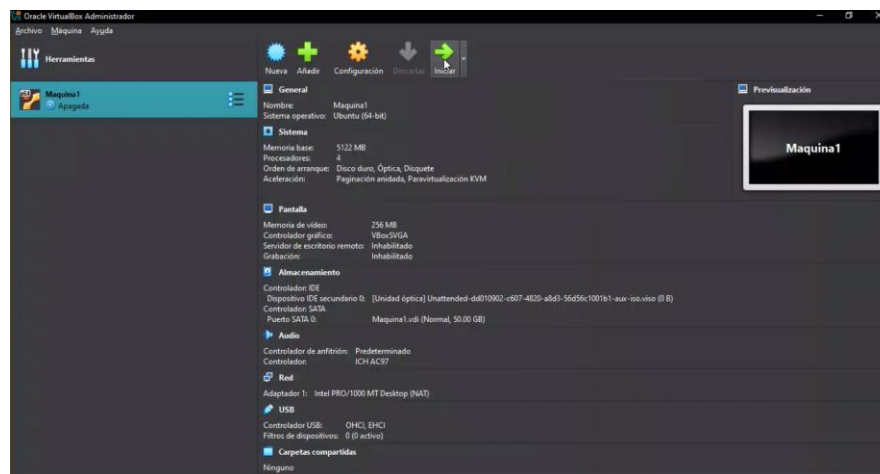 Oracle VirtualBox Administrador
Archivo Máquina Ayuda
Herramientas
Nueva Añadir Configuración Descartar Iniciar
Maquina1
Apagada
General
Nombre: Maquina1
Sistema operativo: Ubuntu (64-bit)
Sistema
Memoria base: 5122 MB
Procesadores: 4
Orden de arranque: Disco duro, Óptica, Disquete
Aceleración: Paginación anidada, Paravirtualización KVM
Previsualización
Maquina1
Pantalla
Memoria de vídeo: 256 MB
Controlador gráfico: VBoxSVGA
Servidor de escritorio remoto: Inhabilitado
Grabación: Inhabilitado
Almacenamiento
Controlador: IDE
Dispositivo IDE secundario 0: [Unidad óptica] Unattended-dd010902-c607-4820-a8d3-56d56c1001b1-aux-iso.viso (0 B)
Controlador: SATA
Puerto SATA 0: Maquina1.vdi (Normal, 50.00 GB)
Audio
Controlador de anfitrión: Predeterminado
Controlador: ICH AC97
Red
Adaptador 1: Intel PRO/1000 MT Desktop (NAT)
USB
Controlador USB: OHCI, EHCI
Filtros de dispositivos: 0 (0 activo)
Carpetas compartidas
Ninguno